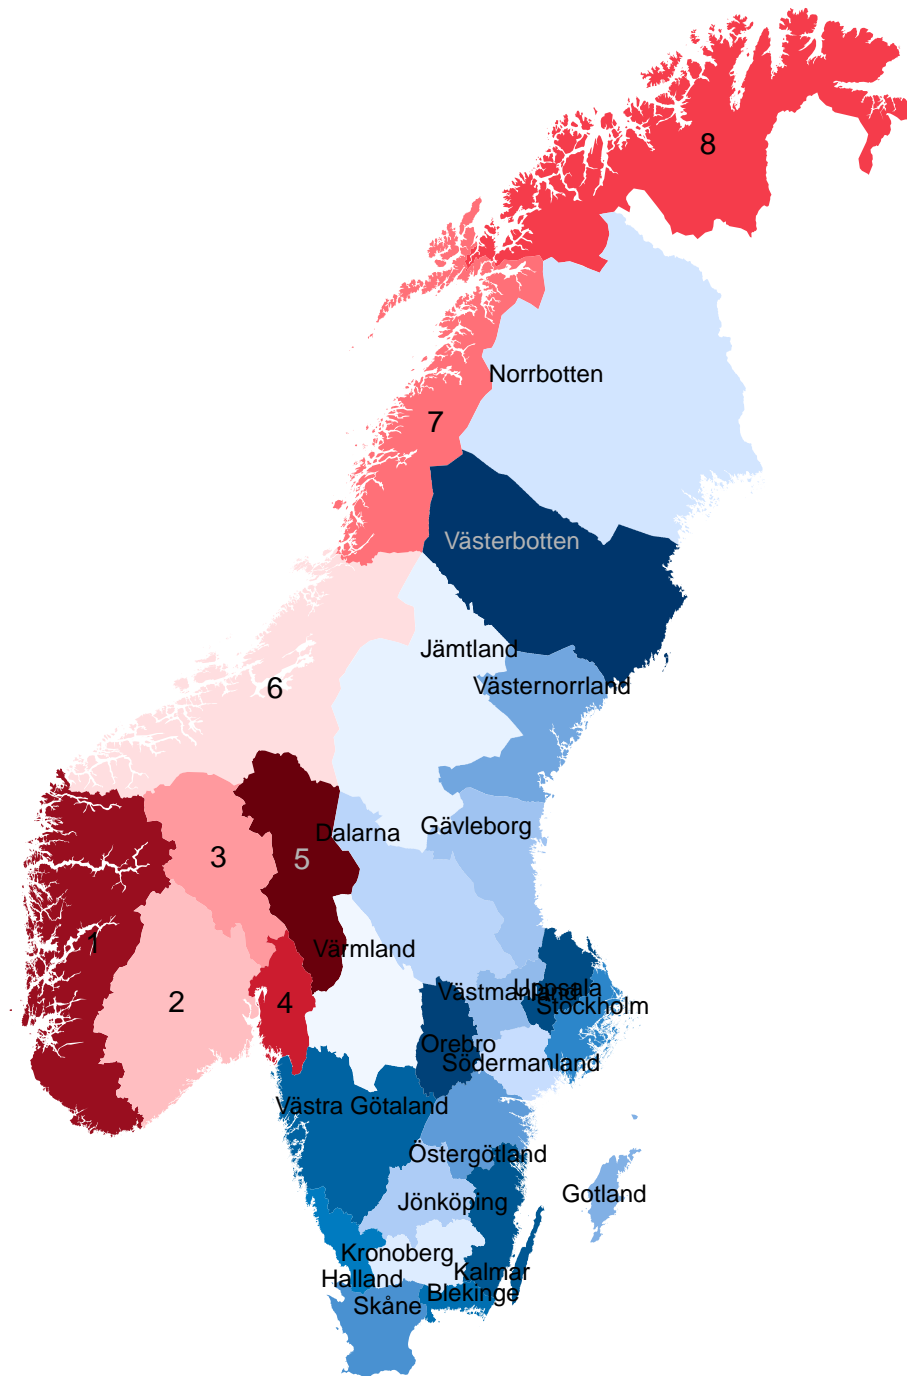 8
Norrbotten
7
Västerbotten
Jämtland
Västernorrland
6
Gävleborg
Dalarna
3
5
Värmland
1
Västmanland
Uppsala
2
4
Stockholm
Örebro
Södermanland
Västra Götaland
Östergötland
Gotland
Jönköping
Kronoberg
Kalmar
Halland
Blekinge
Skåne